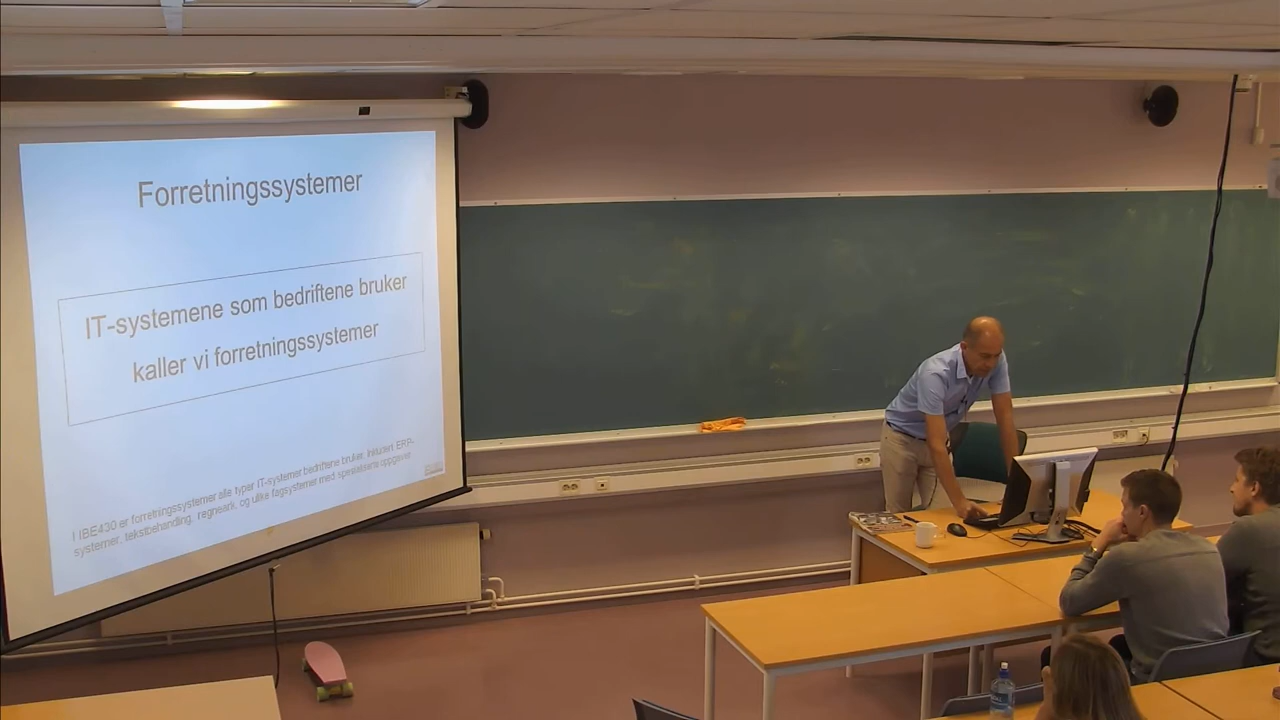 Forretningssystemer
IT-systemene som bedriftene bruker
kaller vi forretningssystemer
I IBE430 er forretningssystemer alle typer IT-systemer bedriftene bruker, inkludert ERP-
systemer, tekstbehandling, regneark, og ulike fagsystemer med spesialiserte oppgaver